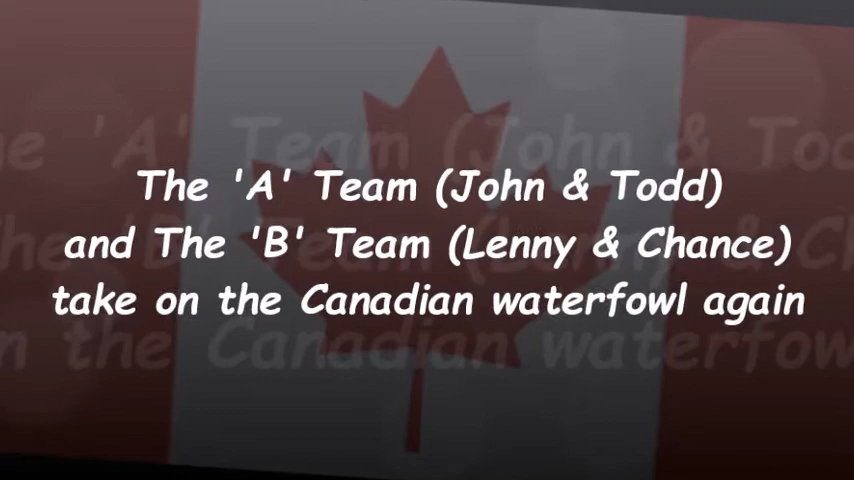 The 'A' Team (John & Todd)
and The 'B' Team (Lenny & Chance)
take on the Canadian waterfowl again